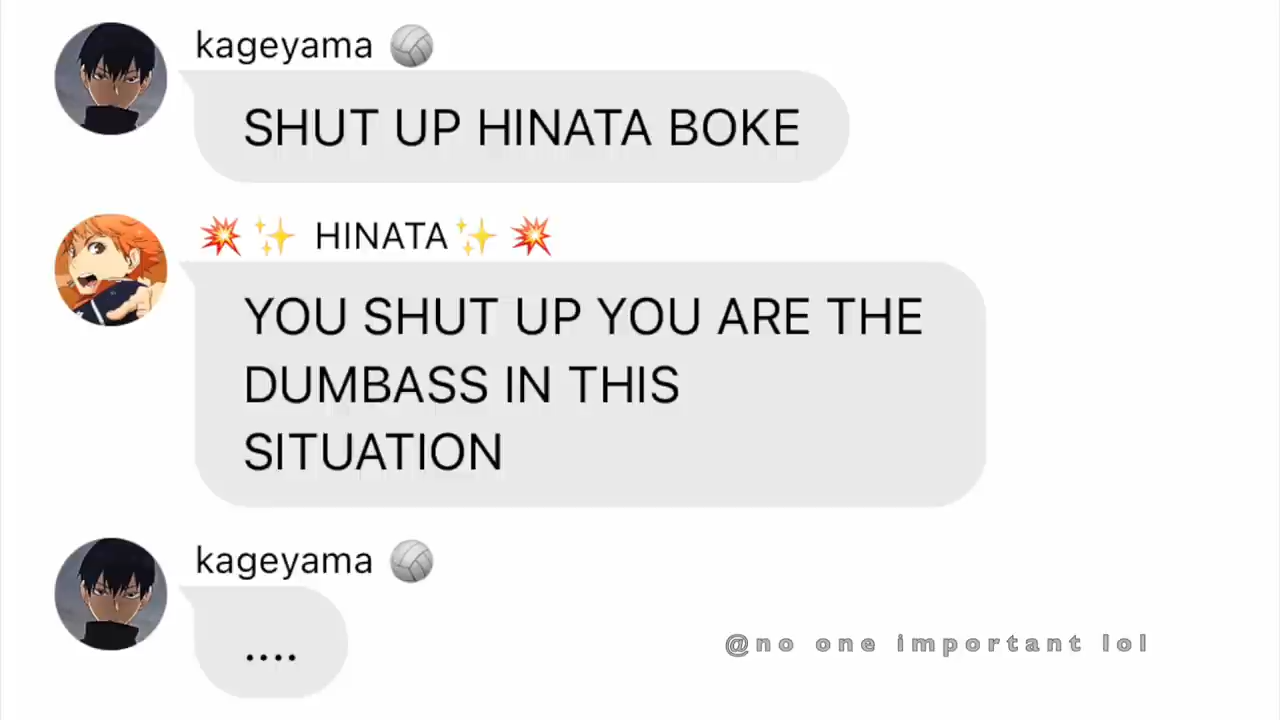 kageyama 🏐
SHUT UP HINATA BOKE
💥✨ HINATA✨💥
YOU SHUT UP YOU ARE THE
DUMBASS IN THIS
SITUATION
kageyama 🏐
....
@no one important lol